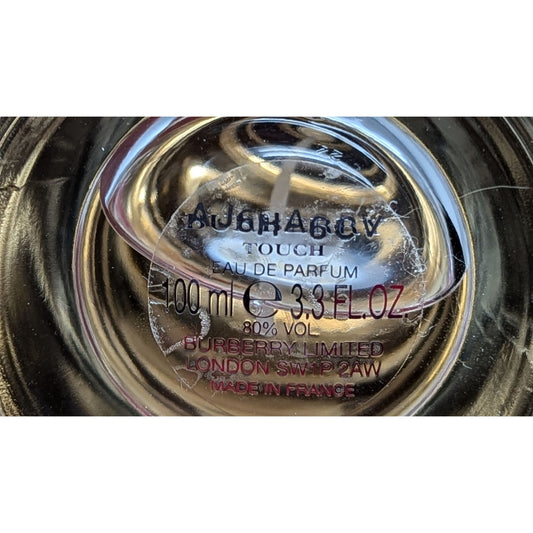 TOUCH
EAU DE PARFUM
100 ml e 3.3 FL.OZ.
80% VOL
BURBERRY LIMITED
LONDON SW1P 2AW
MADE IN FRANCE